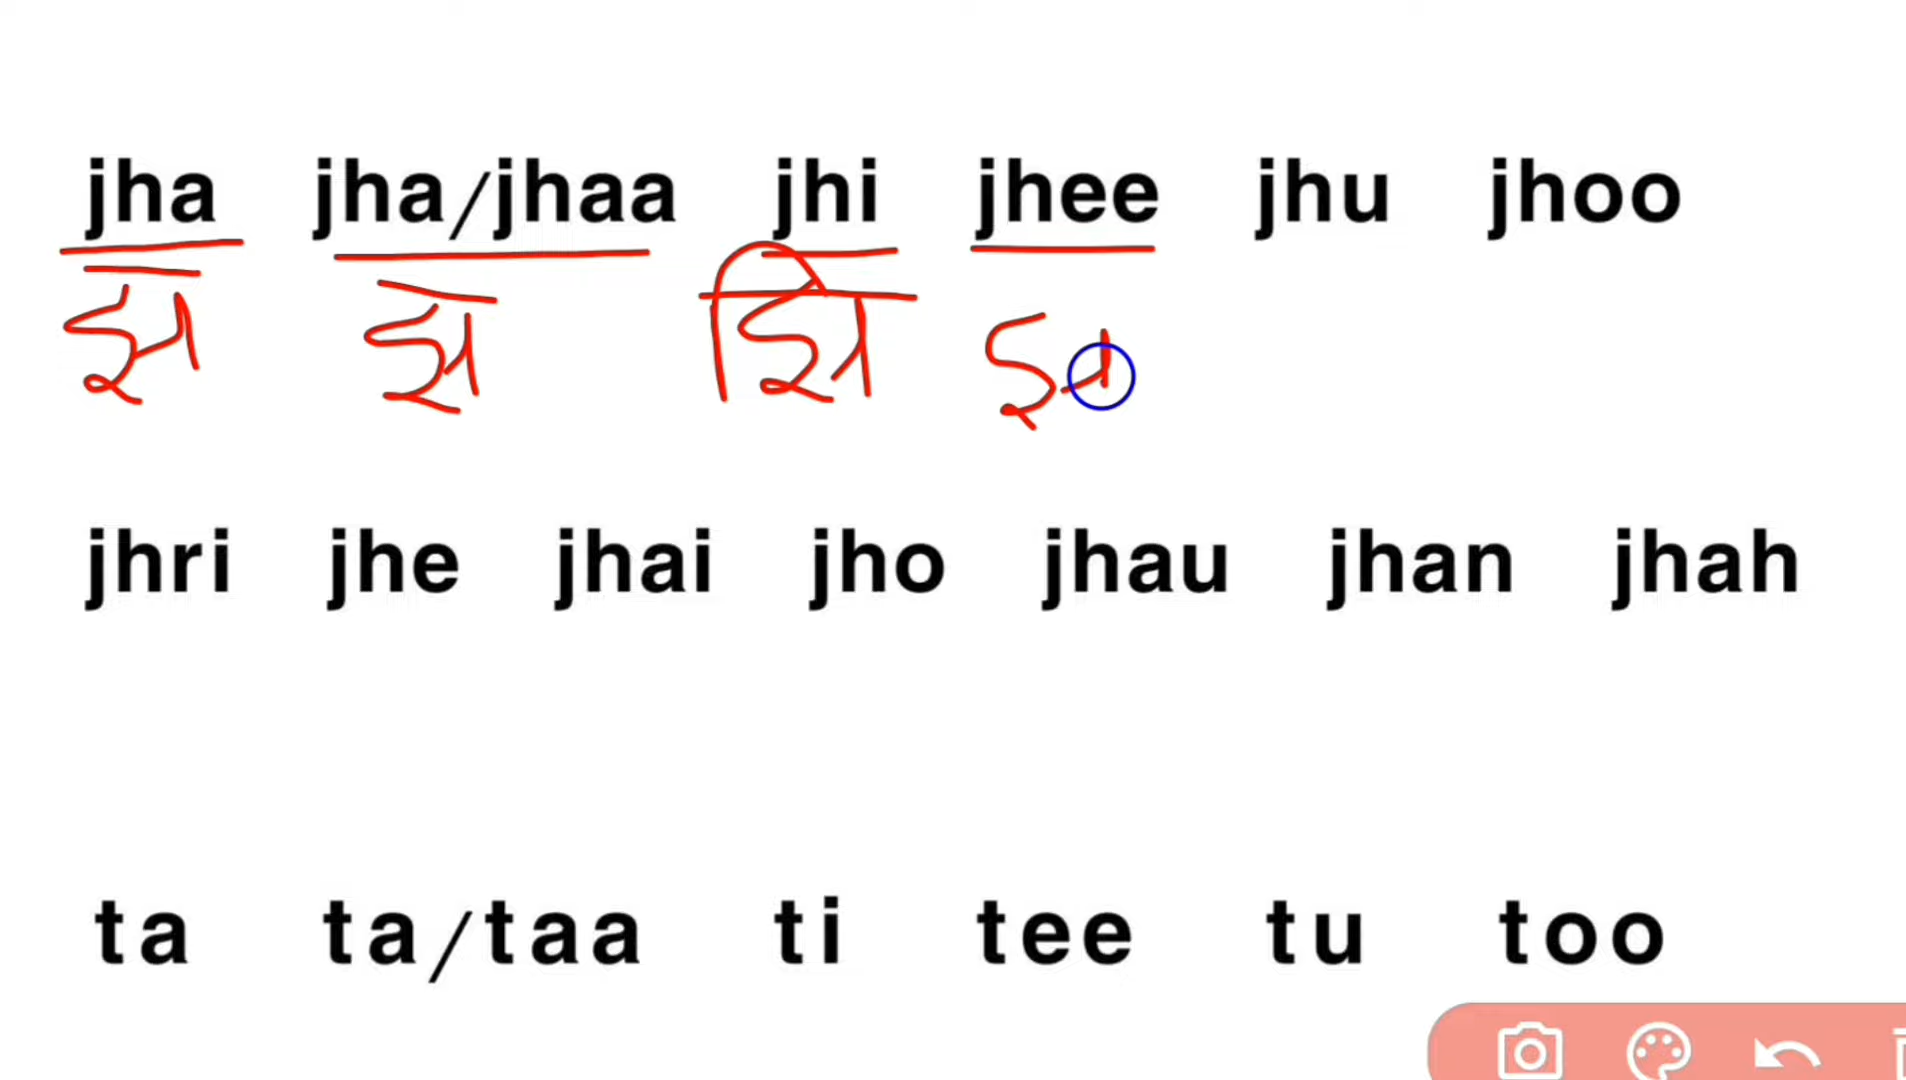 jha jha/jhaa jhi jhee jhu jhoo
झ झ झि
jhri jhe jhai jho jhau jhan jhah
ta ta/taa ti tee tu too